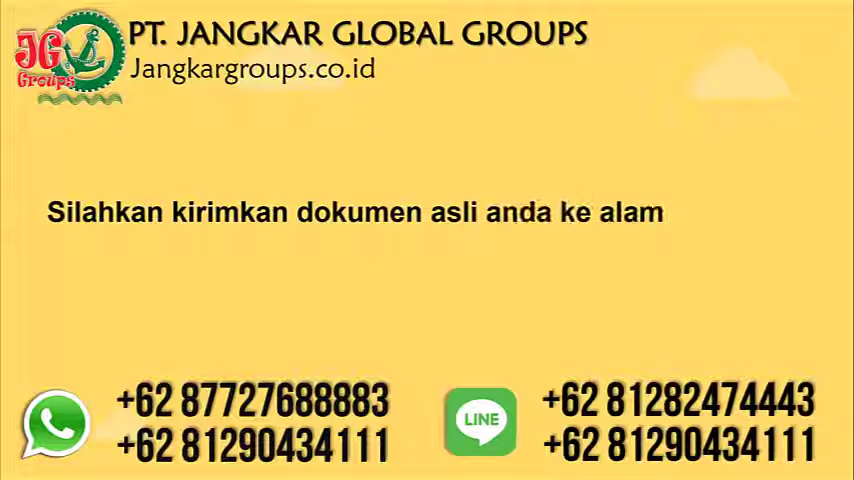 JG
Groups
PT. JANGKAR GLOBAL GROUPS
Jangkargroups.co.id
Silahkan kirimkan dokumen asli anda ke alam
+62 87727688883
+62 81290434111
LINE
+62 81282474443
+62 81290434111